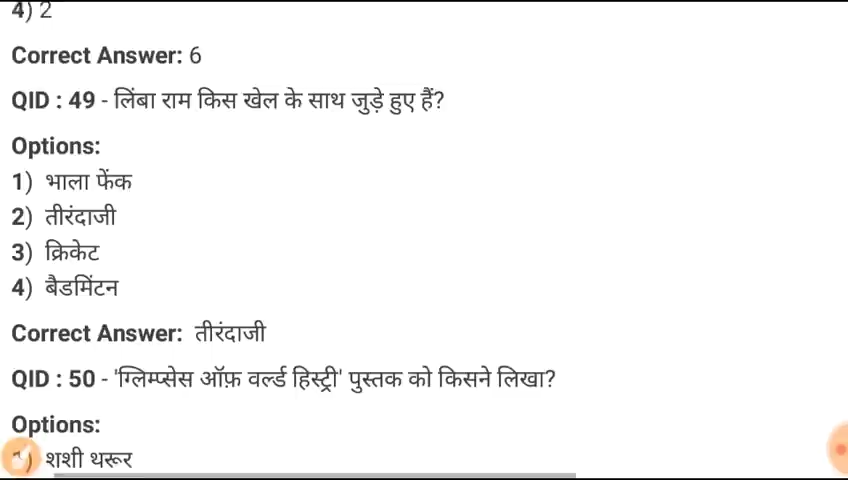 4) 2
Correct Answer: 6
QID : 49 - लिंबा राम किस खेल के साथ जुड़े हुए हैं?
Options:
1) भाला फेंक
2) तीरंदाजी
3) क्रिकेट
4) बैडमिंटन
Correct Answer: तीरंदाजी
QID : 50 - 'ग्लिम्प्सेस ऑफ़ वर्ल्ड हिस्ट्री' पुस्तक को किसने लिखा?
Options:
1) शशी थरूर